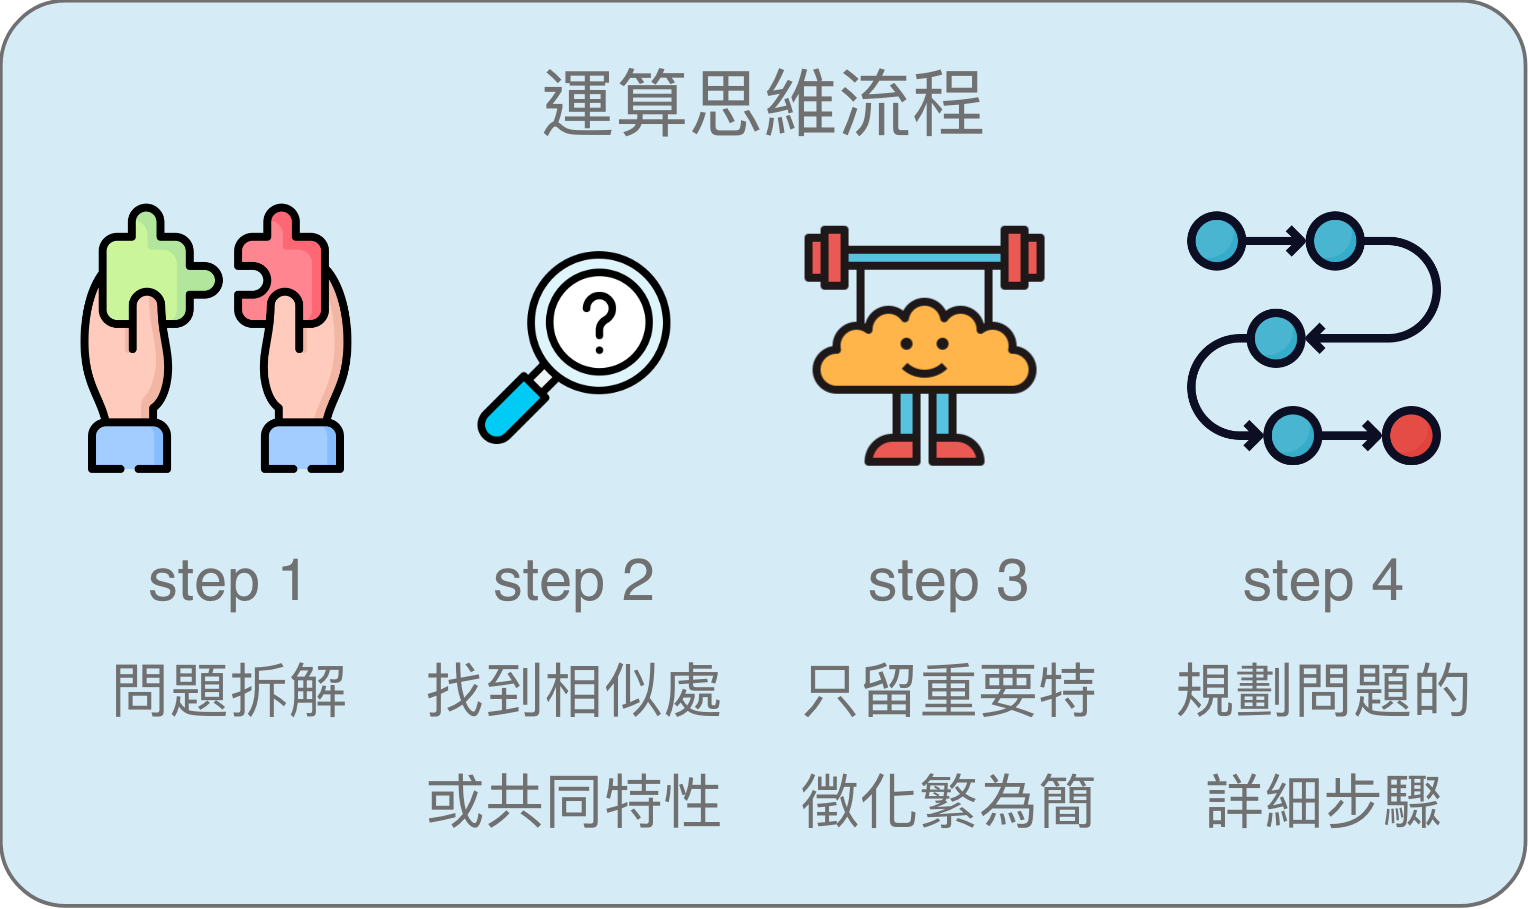 運算思維流程
?
step 1
問題拆解
step 2
找到相似處
或共同特性
step 3
只留重要特
徵化繁為簡
step 4
規劃問題的
詳細步驟